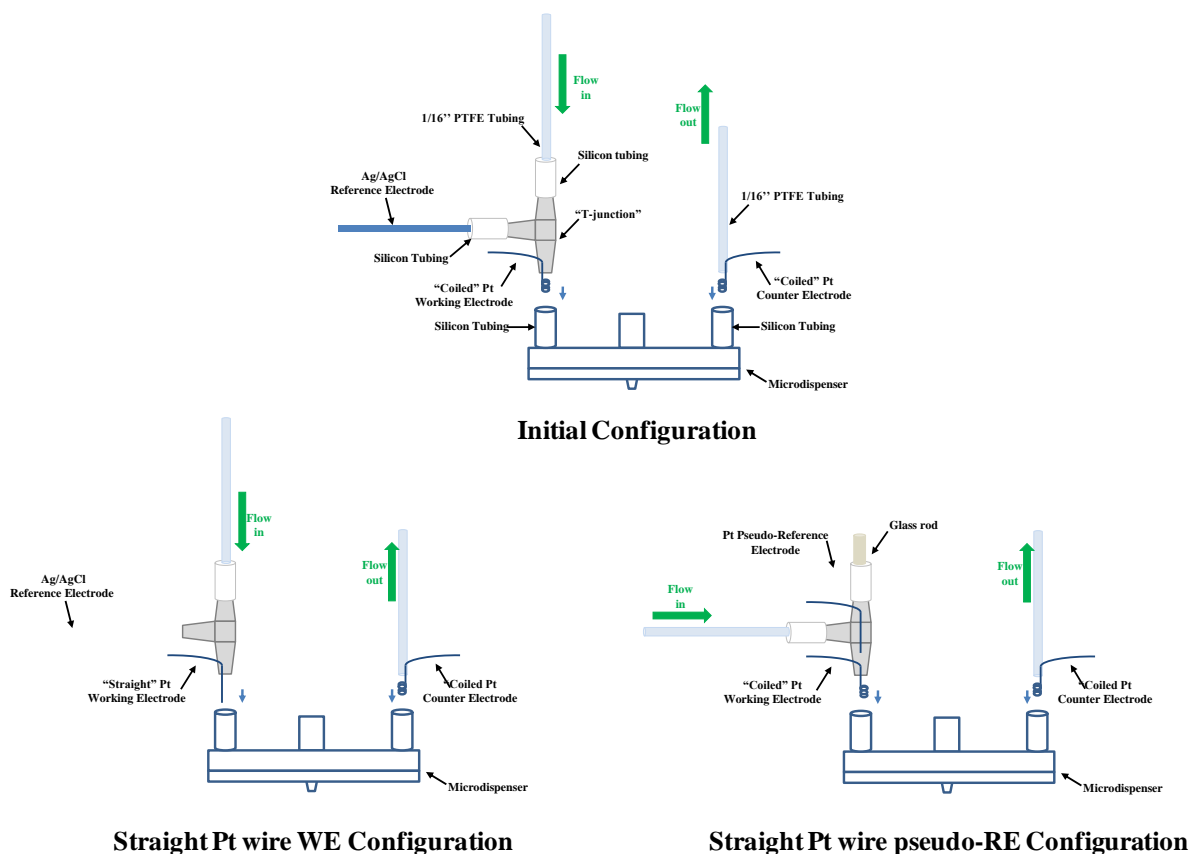 Flow
in
1/16’’ PTFE Tubing
Flow
out
Silicon tubing
Ag/AgCl
Reference Electrode
1/16’’ PTFE Tubing
“T-junction”
Silicon Tubing
“Coiled” Pt
Working Electrode
“Coiled” Pt
Counter Electrode
Silicon Tubing
Silicon Tubing
Microdispenser
Initial Configuration
Flow
in
Flow
out
Ag/AgCl
Reference Electrode
“Straight” Pt
Working Electrode
“Coiled Pt
Counter Electrode
Microdispenser
Straight Pt wire WE Configuration
Glass rod
Pt Pseudo-Reference
Electrode
Flow
in
Flow
out
“Coiled” Pt
Working Electrode
“Coiled Pt
Counter Electrode
Microdispenser
Straight Pt wire pseudo-RE Configuration